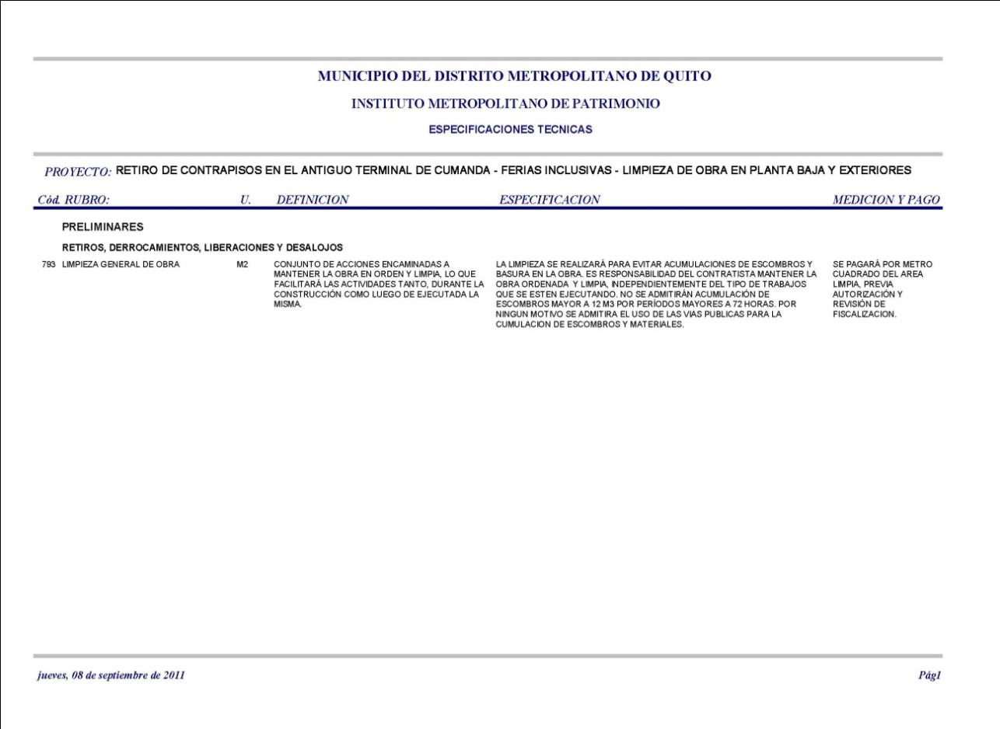 MUNICIPIO DEL DISTRITO METROPOLITANO DE QUITO
INSTITUTO METROPOLITANO DE PATRIMONIO
ESPECIFICACIONES TECNICAS
PROYECTO: RETIRO DE CONTRAPISOS EN EL ANTIGUO TERMINAL DE CUMANDA - FERIAS INCLUSIVAS - LIMPIEZA DE OBRA EN PLANTA BAJA Y EXTERIORES
Cód. RUBRO: U. DEFINICION ESPECIFICACION MEDICION Y PAGO
PRELIMINARES
RETIROS, DERROCAMIENTOS, LIBERACIONES Y DESALOJOS
793 LIMPIEZA GENERAL DE OBRA M2
CONJUNTO DE ACCIONES ENCAMINADAS A
MANTENER LA OBRA EN ORDEN Y LIMPIA, LO QUE
FACILITARÁ LAS ACTIVIDADES TANTO, DURANTE LA
CONSTRUCCIÓN COMO LUEGO DE EJECUTADA LA
MISMA.
LA LIMPIEZA SE REALIZARÁ PARA EVITAR ACUMULACIONES DE ESCOMBROS Y
BASURA EN LA OBRA. ES RESPONSABILIDAD DEL CONTRATISTA MANTENER LA
OBRA ORDENADA Y LIMPIA, INDEPENDIENTEMENTE DEL TIPO DE TRABAJOS
QUE SE ESTEN EJECUTANDO. NO SE ADMITIRÁN ACUMULACIÓN DE
ESCOMBROS MAYOR A 12 M3 POR PERÍODOS MAYORES A 72 HORAS. POR
NINGUN MOTIVO SE ADMITIRA EL USO DE LAS VIAS PUBLICAS PARA LA
CUMULACION DE ESCOMBROS Y MATERIALES.
SE PAGARÁ POR METRO
CUADRADO DEL AREA
LIMPIA, PREVIA
AUTORIZACIÓN Y
REVISIÓN DE
FISCALIZACION.
jueves, 08 de septiembre de 2011
Pág1